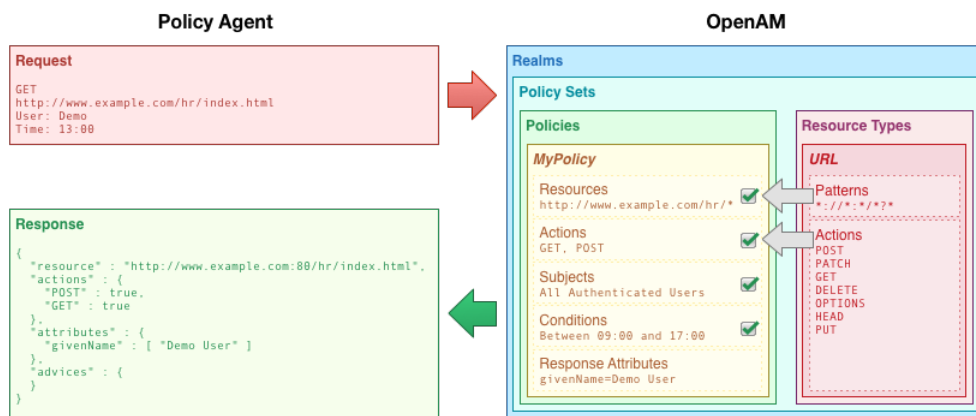 Policy Agent
Request
GET
http://www.example.com/hr/index.html
User: Demo
Time: 13:00
Response
{
  "resource" : "http://www.example.com:80/hr/index.html",
  "actions" : {
    "POST" : true,
    "GET" : true
  },
  "attributes" : {
    "givenName" : [ "Demo User" ]
  },
  "advices" : {
  }
}
OpenAM
Realms
Policy Sets
Policies
MyPolicy
Resources
http://www.example.com/hr/*
Actions
GET, POST
Subjects
All Authenticated Users
Conditions
Between 09:00 and 17:00
Response Attributes
givenName=Demo User
Resource Types
URL
Patterns
*://*:*/*?*
Actions
POST
PATCH
GET
DELETE
OPTIONS
HEAD
PUT